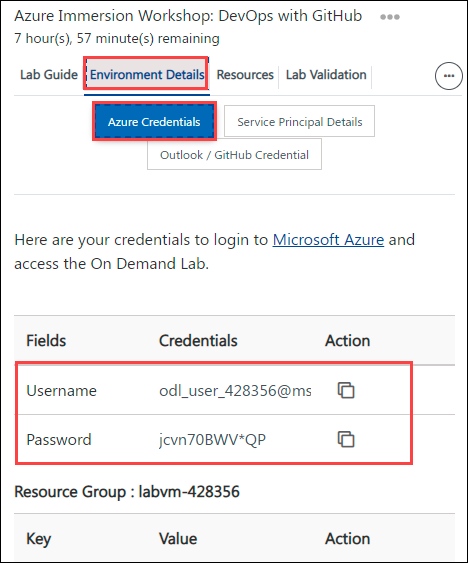 Azure Immersion Workshop: DevOps with GitHub
7 hour(s), 57 minute(s) remaining
Lab Guide Environment Details Resources Lab Validation
Azure Credentials Service Principal Details
Outlook / GitHub Credential
Here are your credentials to login to Microsoft Azure and
access the On Demand Lab.
Fields Credentials Action
Username odl_user_428356@ms
Password jcvn70BWV*QP
Resource Group : labvm-428356
Key Value Action